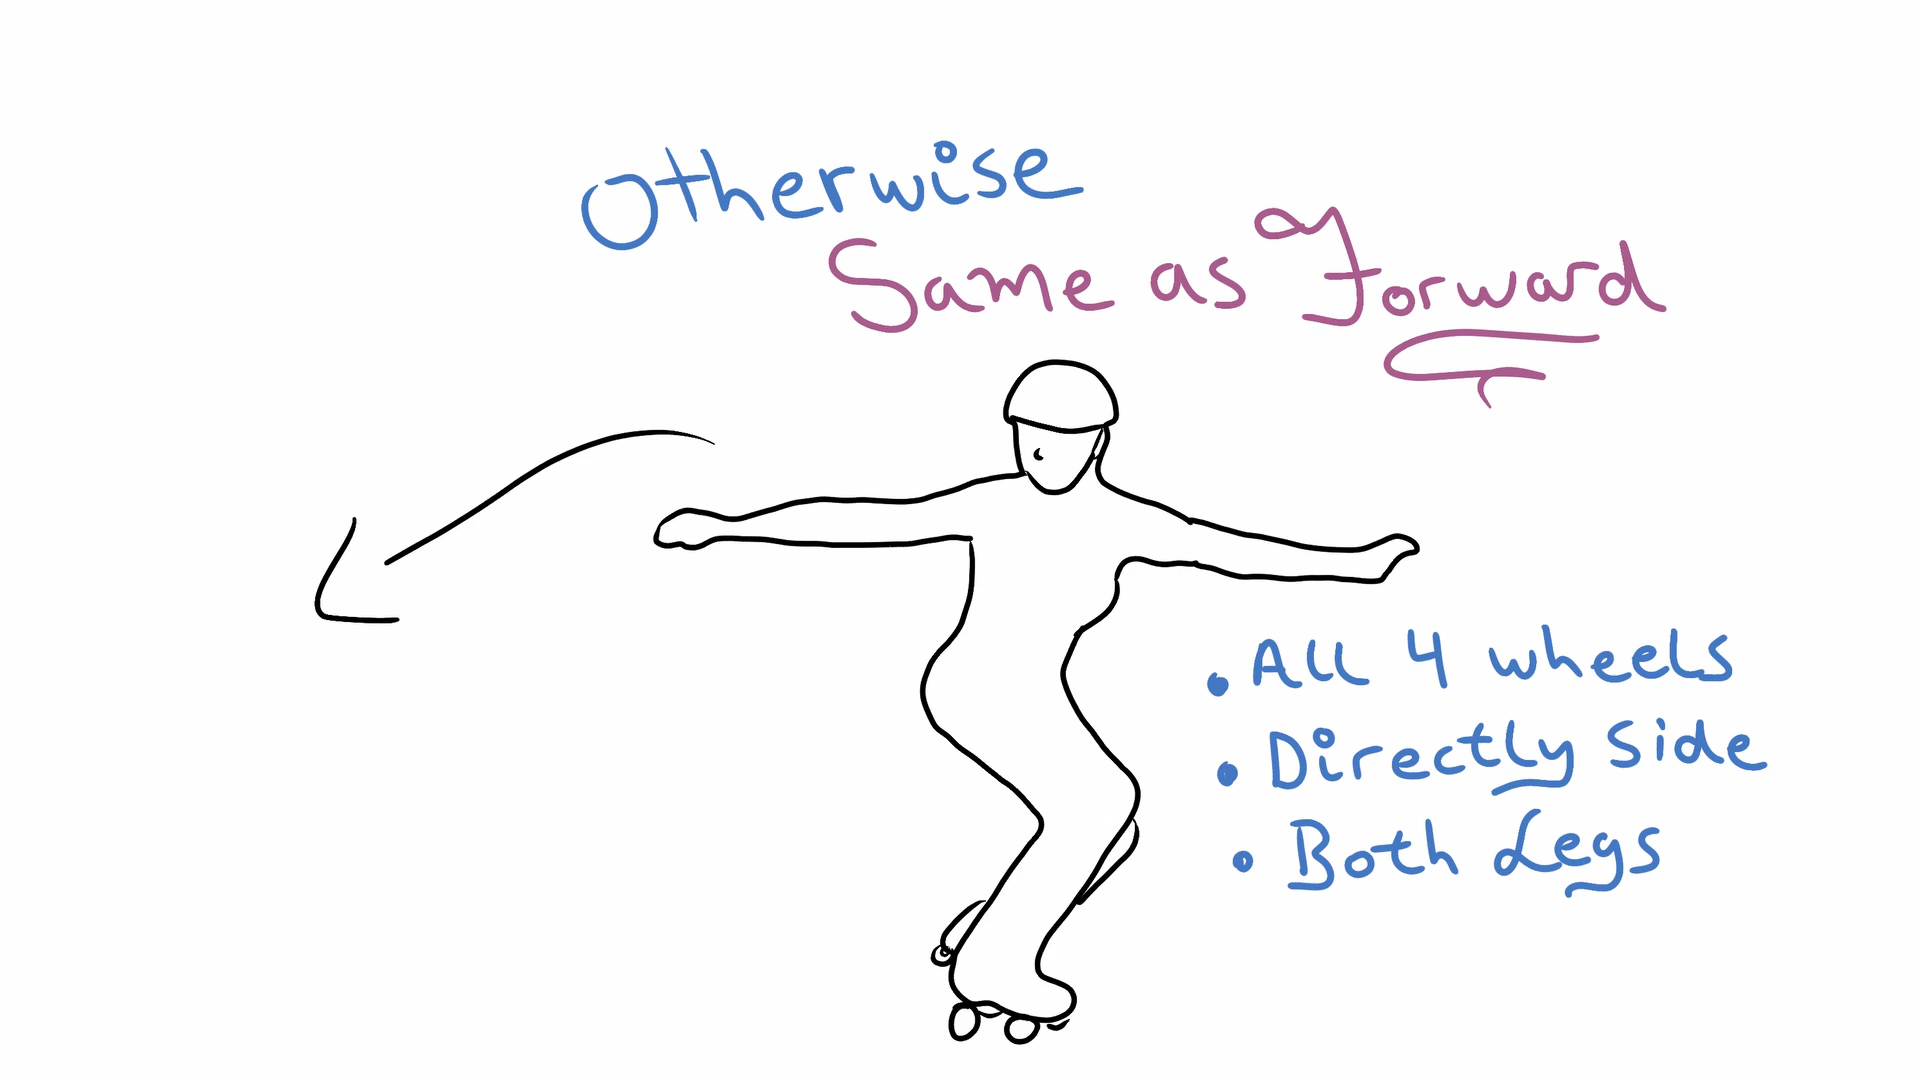 Otherwise
Same as Forward
• All 4 wheels
• Directly Side
• Both Legs